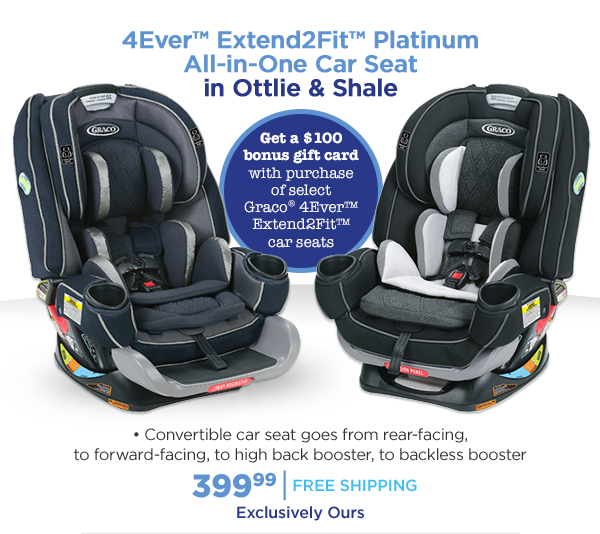 4Ever™ Extend2Fit™ Platinum
All-in-One Car Seat
in Ottlie & Shale
GRACO
GRACO
Get a $100
bonus gift card
with purchase
of select
Graco® 4Ever™
Extend2Fit™
car seats
• Convertible car seat goes from rear-facing,
to forward-facing, to high back booster, to backless booster
399⁹⁹ | FREE SHIPPING
Exclusively Ours